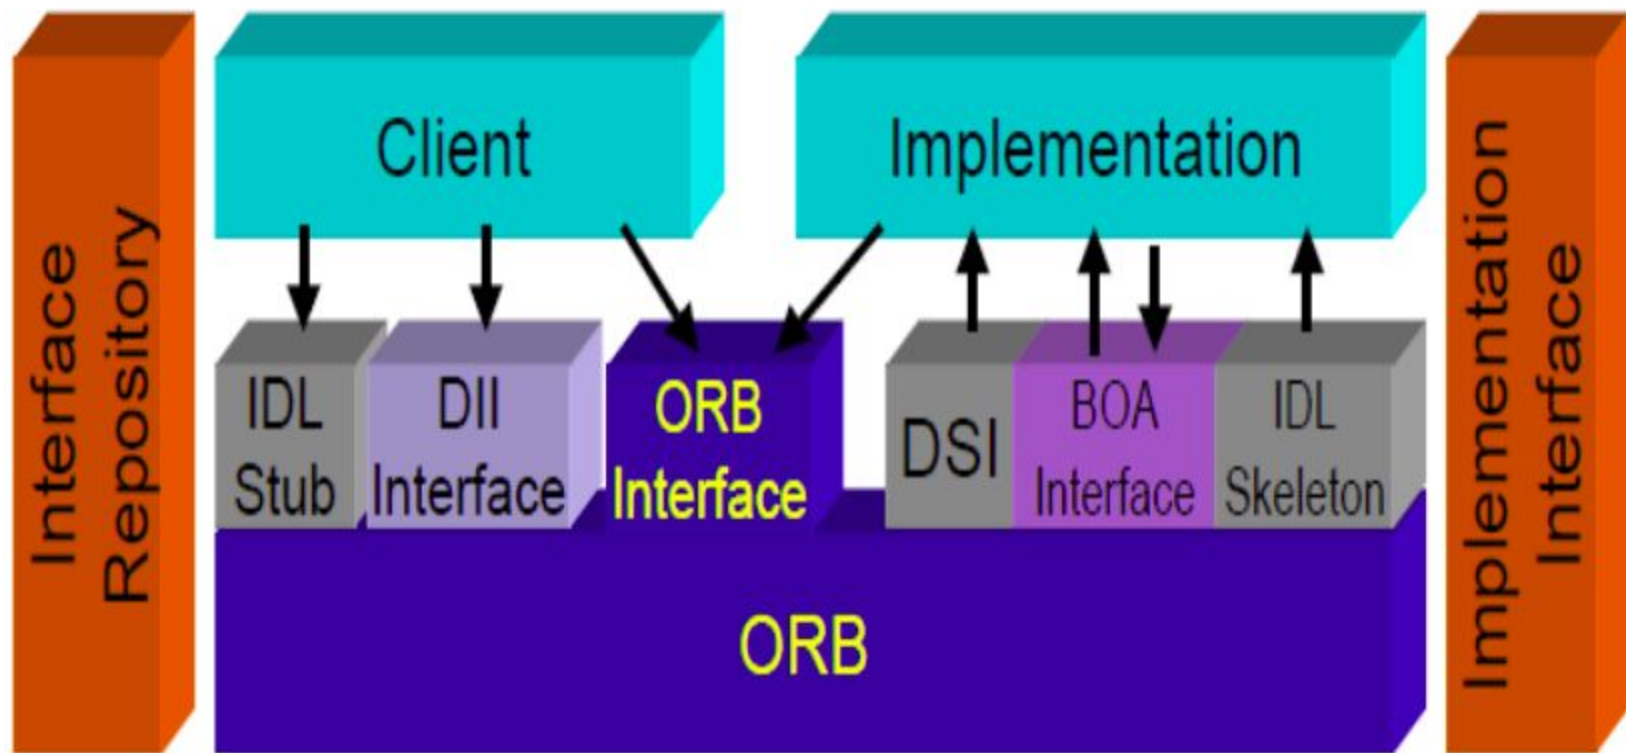 Interface
Repository
Client
Implementation
IDL
Stub
DII
Interface
ORB
Interface
DSI
BOA
Interface
IDL
Skeleton
ORB
Implementation
Interface